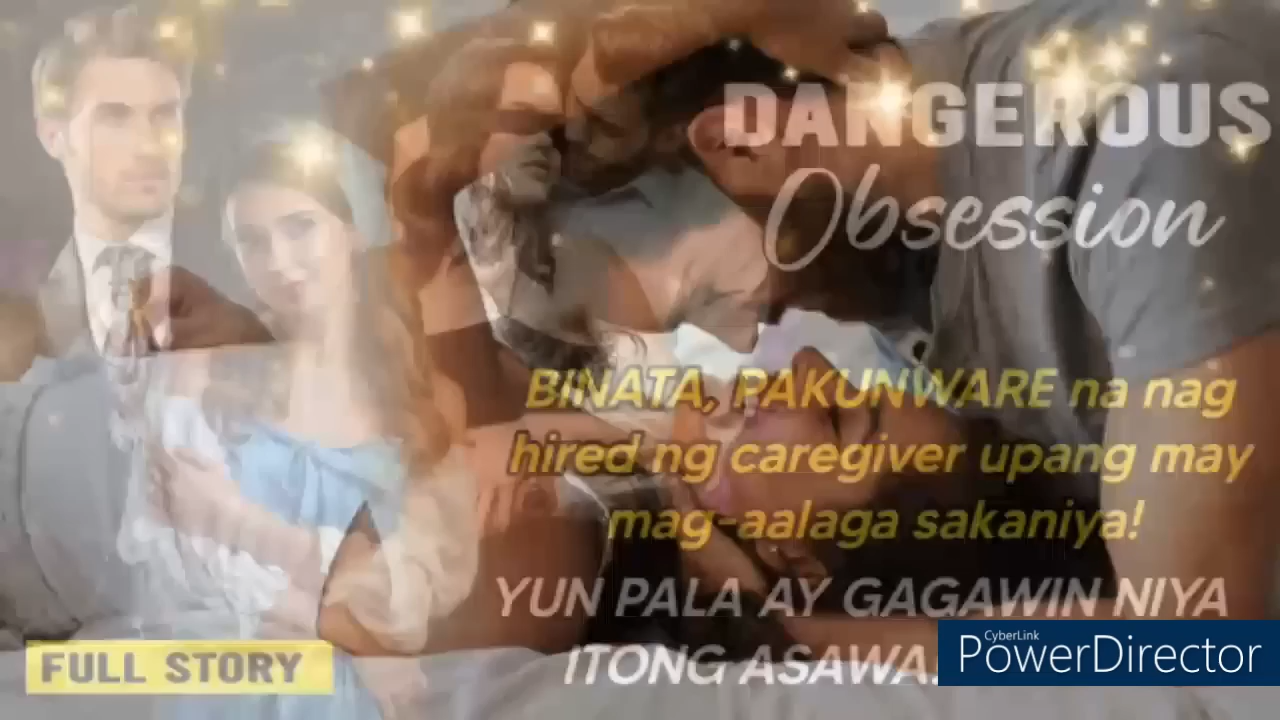 DANGEROUS
Obsession
BINATA, PAKUNWARE na nag
hired ng caregiver upang may
mag-aalaga sakaniya!
YUN PALA AY GAGAWIN NIYA
ITONG ASAWA!
FULL STORY
CyberLink
PowerDirector